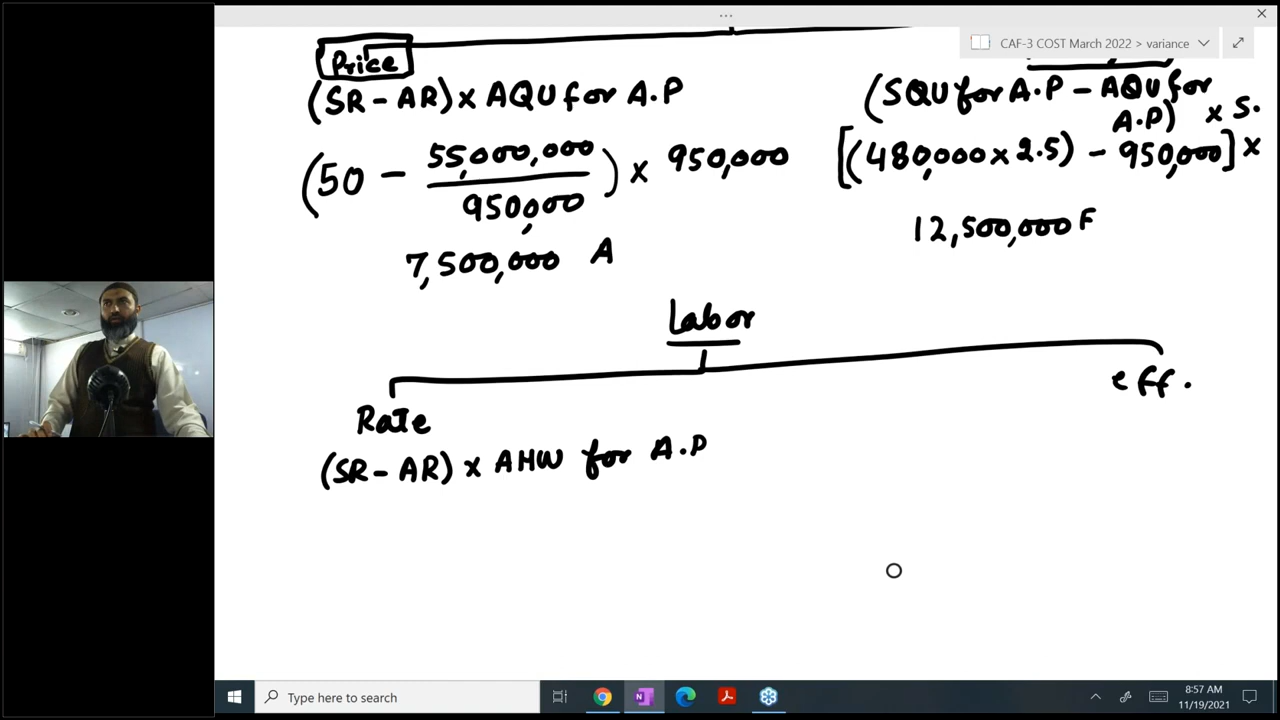 CAF-3 COST March 2022 > variance
Price
(SR - AR) x AQU for A.P
(50 - 55,000,000 / 950,000) x 950,000
7,500,000 A
(SQU for A.P - AQU for A.P) x S.
[(480,000 x 2.5) - 950,000] x
12,500,000 F
Labor
Rate
eff.
(SR - AR) x AHW for A.P
Type here to search
8:57 AM
11/19/2021